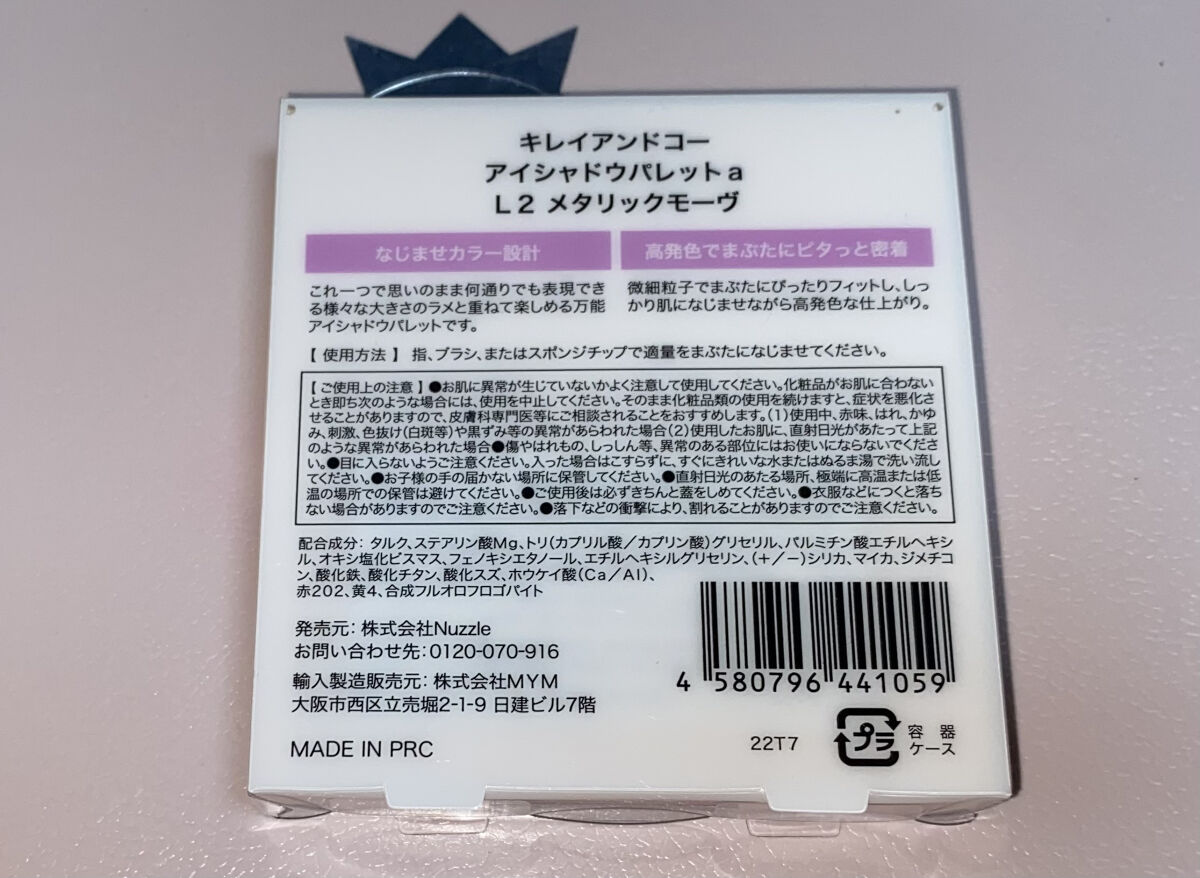 キレイアンドコー
アイシャドウパレットa
L2 メタリックモーヴ
なじませカラー設計
これ一つで思いのまま何通りでも表現でき
る様々な大きさのラメと重ねて楽しめる万能
アイシャドウパレットです。
高発色でまぶたにピタっと密着
微細粒子でまぶたにぴったりフィットし、しっ
かり肌になじませながら高発色な仕上がり。
【 使用方法 】 指、ブラシ、またはスポンジチップで適量をまぶたになじませてください。
【 ご使用上の注意 】●お肌に異常が生じていないかよく注意して使用してください。化粧品がお肌に合わない
とき即ち次のような場合には、使用を中止してください。そのまま化粧品類の使用を続けますと、症状を悪化さ
せることがありますので、皮膚科専門医等にご相談されることをおすすめします。(1)使用中、赤味、はれ、かゆ
み、刺激、色抜け(白斑等)や黒ずみ等の異常があらわれた場合(2)使用したお肌に、直射日光があたって上記
のような異常があらわれた場合●傷やはれもの、しっしん等、異常のある部位にはお使いにならないでくださ
い。●目に入らないようご注意ください。入った場合はこすらずに、すぐにきれいな水またはぬるま湯で洗い流し
てください。●お子様の手の届かない場所に保管してください。●直射日光のあたる場所、極端に高温または低
温の場所での保管は避けてください。●ご使用後は必ずきちんと蓋をしめてください。●衣服などにつくと落ち
ない場合がありますのでご注意ください。●落下などの衝撃により、割れることがありますのでご注意ください。
配合成分: タルク、ステアリン酸Mg、トリ(カプリル酸／カプリン酸)グリセリル、パルミチン酸エチルヘキシ
ル、オキシ塩化ビスマス、フェノキシエタノール、エチルヘキシルグリセリン、(+／−)シリカ、マイカ、ジメチコ
ン、酸化鉄、酸化チタン、酸化スズ、ホウケイ酸(Ca／Al)、
赤202、黄4、合成フルオロフロゴパイト
発売元: 株式会社Nuzzle
お問い合わせ先:0120-070-916
輸入製造販売元: 株式会社MYM
大阪市西区立売堀2-1-9 日建ビル7階
MADE IN PRC
4 580796 441059
22T7
プラ
容 器
ケース